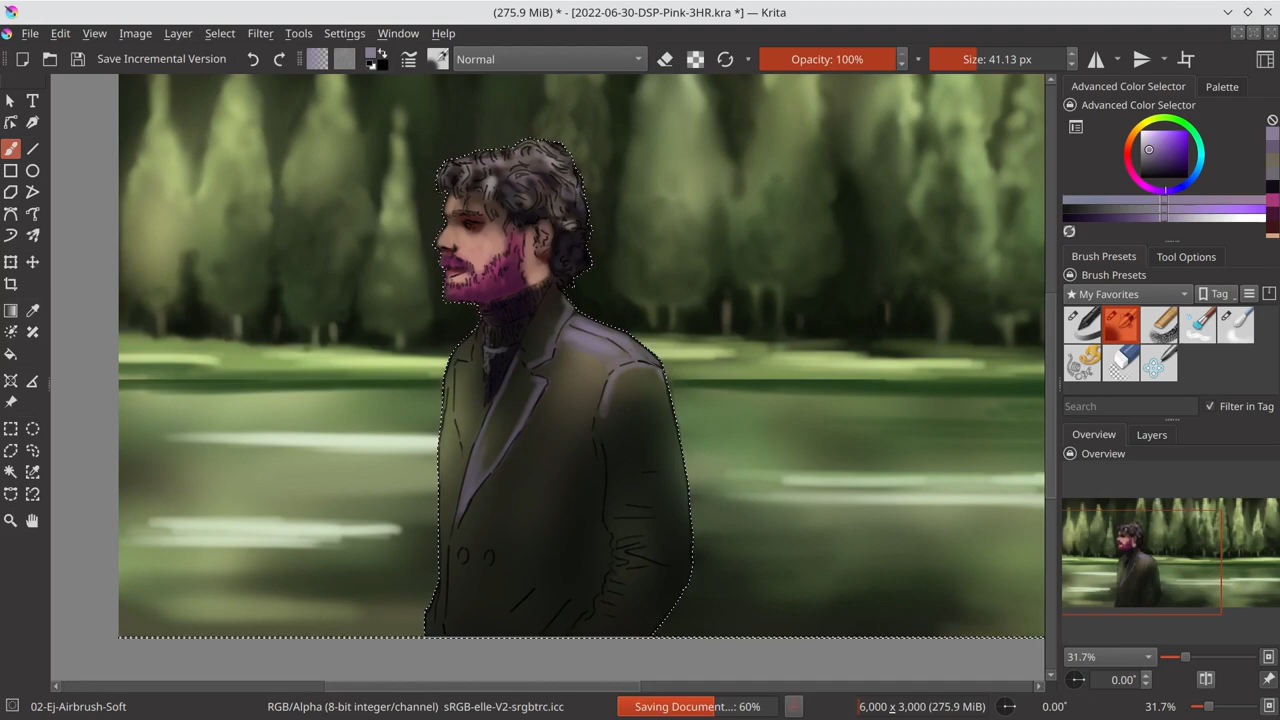 (275.9 MiB) * - [2022-06-30-DSP-Pink-3HR.kra *] — Krita
File Edit View Image Layer Select Filter Tools Settings Window Help
Save Incremental Version
Normal
Opacity: 100%
Size: 41.13 px
Advanced Color Selector
Palette
Advanced Color Selector
Brush Presets
Tool Options
Brush Presets
★ My Favorites
Tag
Search
Filter in Tag
Overview
Layers
Overview
31.7%
0.00°
02-Ej-Airbrush-Soft
RGB/Alpha (8-bit integer/channel) sRGB-elle-V2-srgbtrc.icc
Saving Document...: 60%
6,000 x 3,000 (275.9 MiB)
0.00°
31.7%